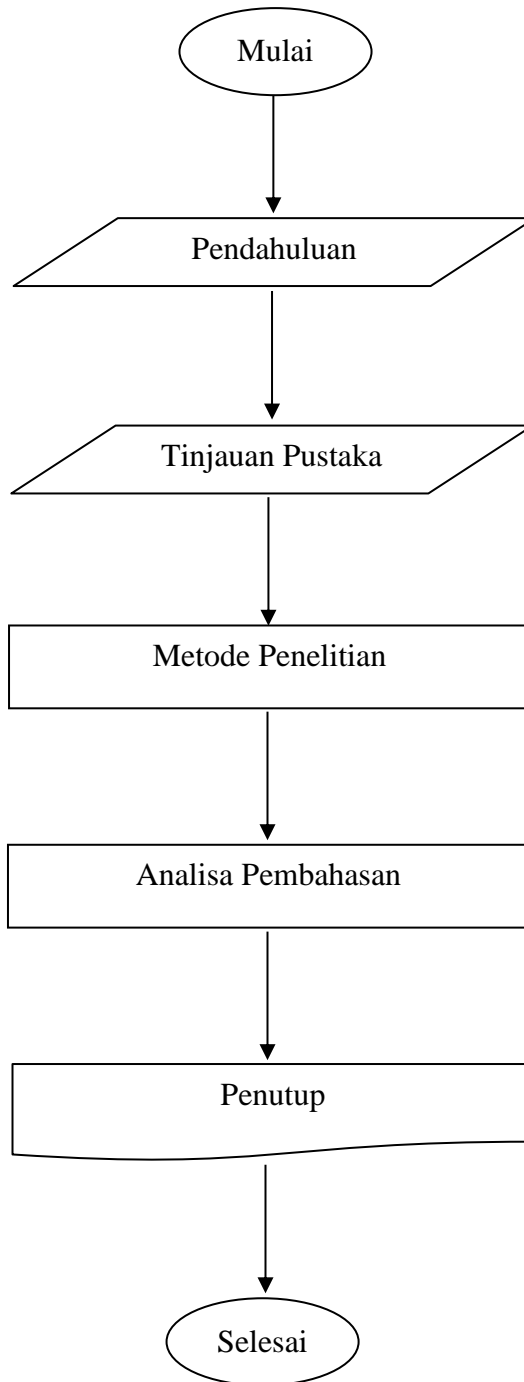 Mulai
Pendahuluan
Tinjauan Pustaka
Metode Penelitian
Analisa Pembahasan
Penutup
Selesai